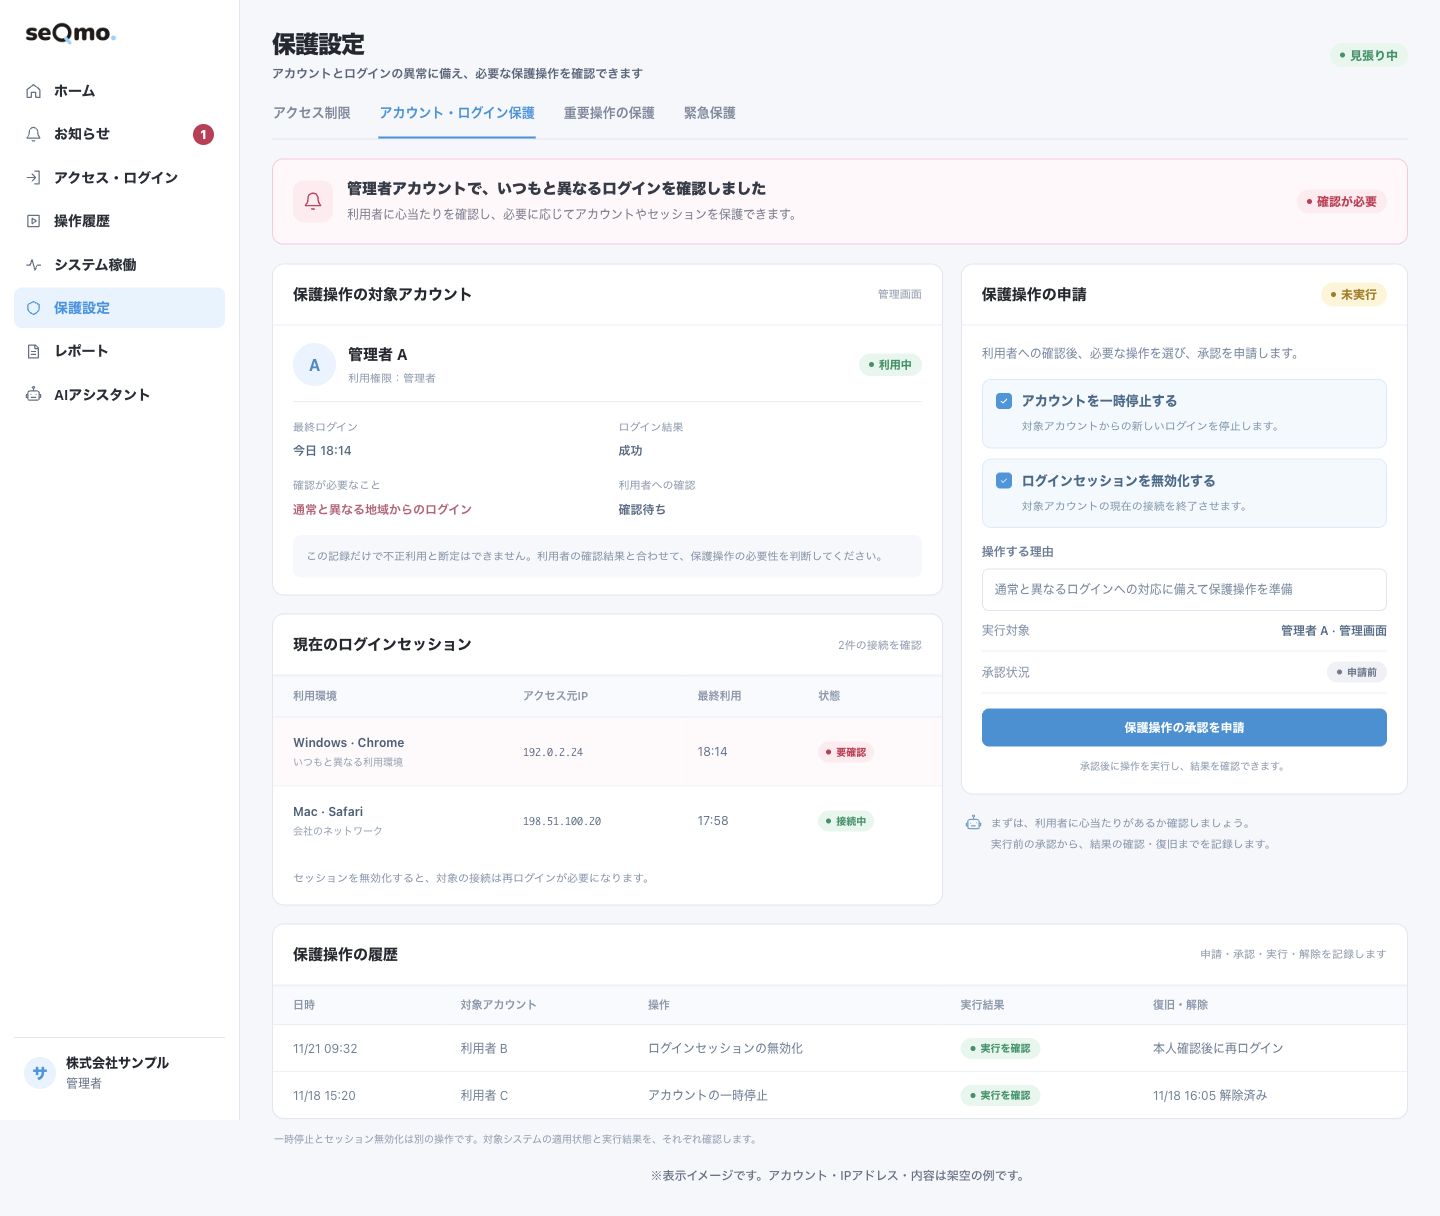 seQmo.
ホーム
お知らせ
1
アクセス・ログイン
操作履歴
システム稼働
保護設定
レポート
AIアシスタント
サ
株式会社サンプル
管理者
保護設定
アカウントとログインの異常に備え、必要な保護操作を確認できます
見張り中
アクセス制限
アカウント・ログイン保護
重要操作の保護
緊急保護
管理者アカウントで、いつもと異なるログインを確認しました
利用者に心当たりを確認し、必要に応じてアカウントやセッションを保護できます。
確認が必要
保護操作の対象アカウント
管理画面
A
管理者 A
利用権限：管理者
利用中
最終ログイン
ログイン結果
今日 18:14
成功
確認が必要なこと
利用者への確認
通常と異なる地域からのログイン
確認待ち
この記録だけで不正利用と断定はできません。利用者の確認結果と合わせて、保護操作の必要性を判断してください。
現在のログインセッション
2件の接続を確認
利用環境
アクセス元IP
最終利用
状態
Windows · Chrome
いつもと異なる利用環境
192.0.2.24
18:14
要確認
Mac · Safari
会社のネットワーク
198.51.100.20
17:58
接続中
セッションを無効化すると、対象の接続は再ログインが必要になります。
保護操作の申請
未実行
利用者への確認後、必要な操作を選び、承認を申請します。
アカウントを一時停止する
対象アカウントからの新しいログインを停止します。
ログインセッションを無効化する
対象アカウントの現在の接続を終了させます。
操作する理由
通常と異なるログインへの対応に備えて保護操作を準備
実行対象
管理者 A · 管理画面
承認状況
申請前
保護操作の承認を申請
承認後に操作を実行し、結果を確認できます。
まずは、利用者に心当たりがあるか確認しましょう。
実行前の承認から、結果の確認・復旧までを記録します。
保護操作の履歴
申請・承認・実行・解除を記録します
日時
対象アカウント
操作
実行結果
復旧・解除
11/21 09:32
利用者 B
ログインセッションの無効化
実行を確認
本人確認後に再ログイン
11/18 15:20
利用者 C
アカウントの一時停止
実行を確認
11/18 16:05 解除済み
一時停止とセッション無効化は別の操作です。対象システムの適用状態と実行結果を、それぞれ確認します。
※表示イメージです。アカウント・IPアドレス・内容は架空の例です。